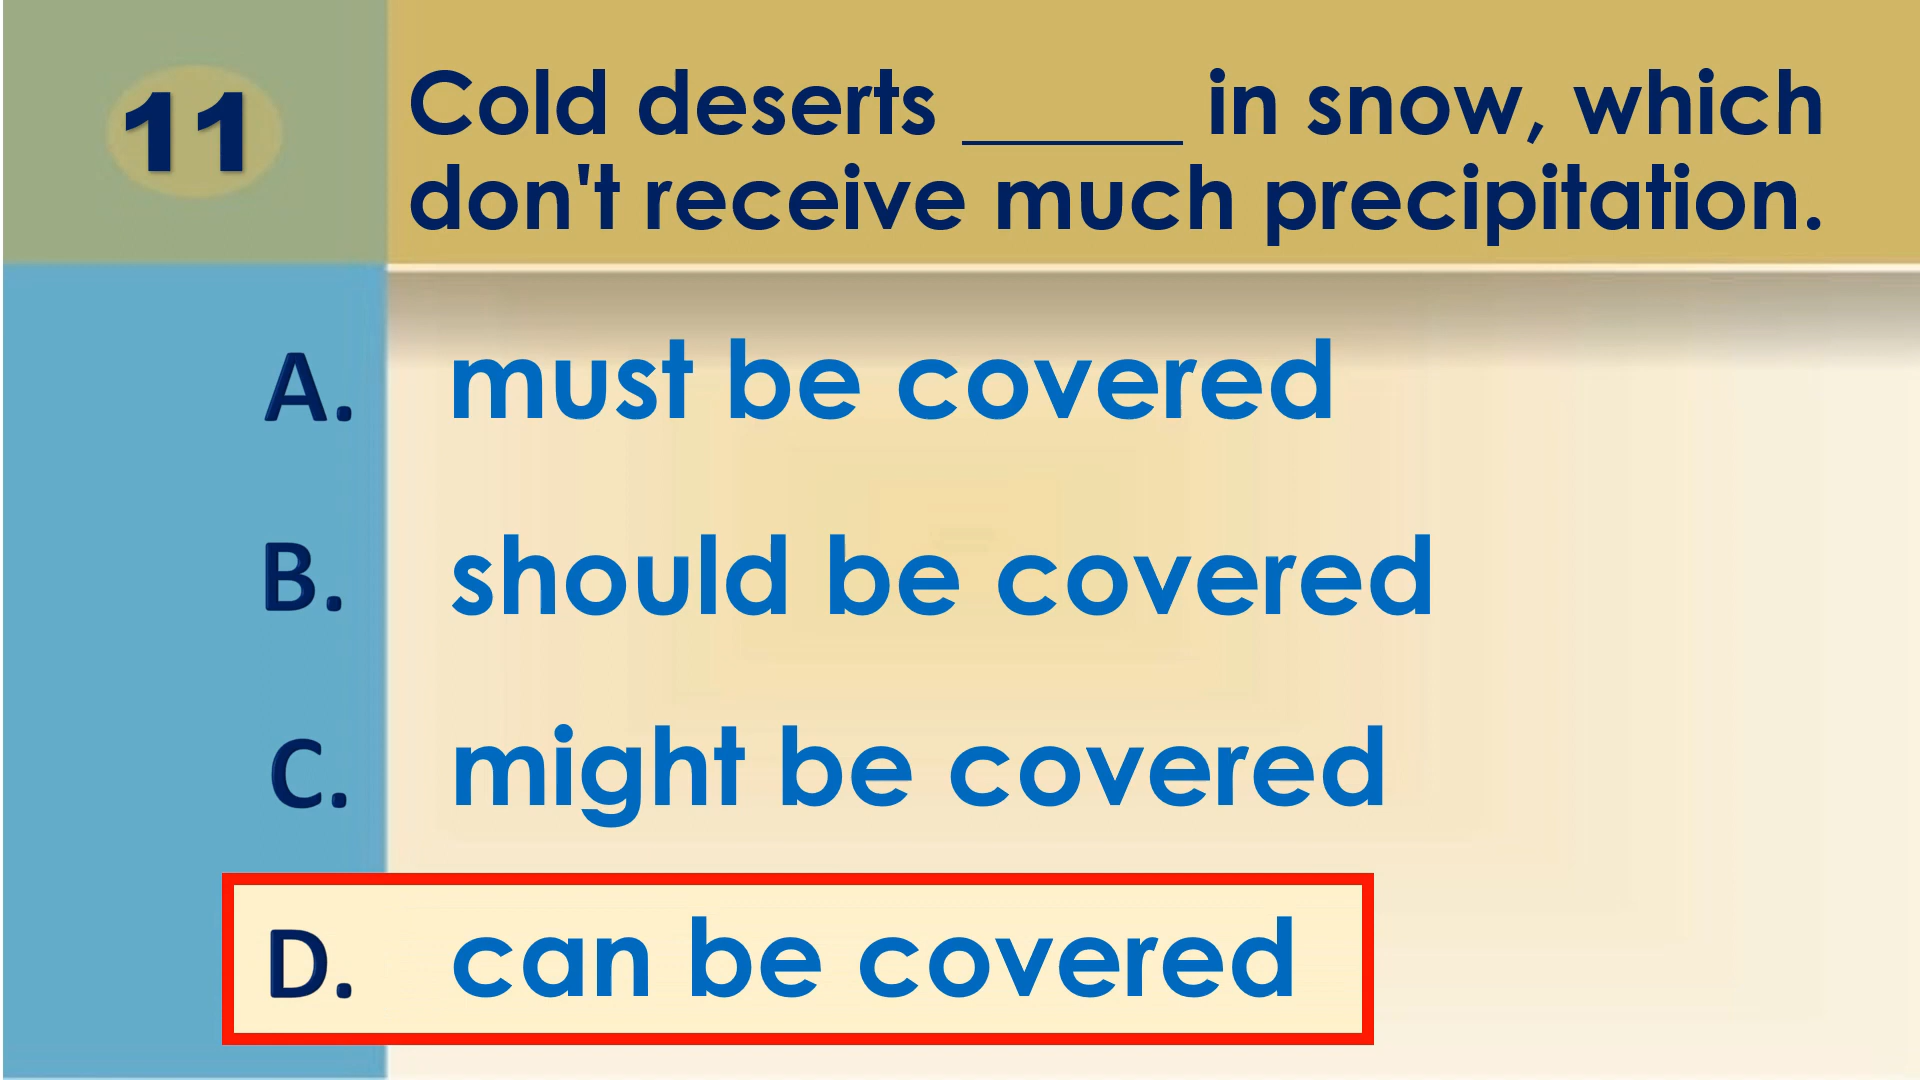 11
Cold deserts ______ in snow, which
don't receive much precipitation.
A. must be covered
B. should be covered
C. might be covered
D. can be covered